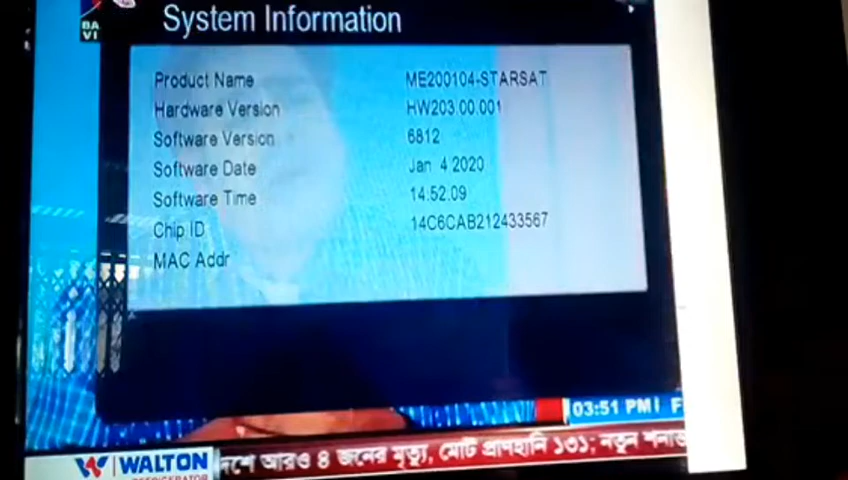 System Information
Product Name ME200104-STARSAT
Hardware Version HW203.00.001
Software Version 6812
Software Date Jan 4 2020
Software Time 14:52.09
Chip ID 14C6CAB212433567
MAC Addr
03:51 PM
WALTON
REFRIGERATOR
আরও ৪ জনের মৃত্যু, মোট প্রাণহানি ১৩১; নতুন